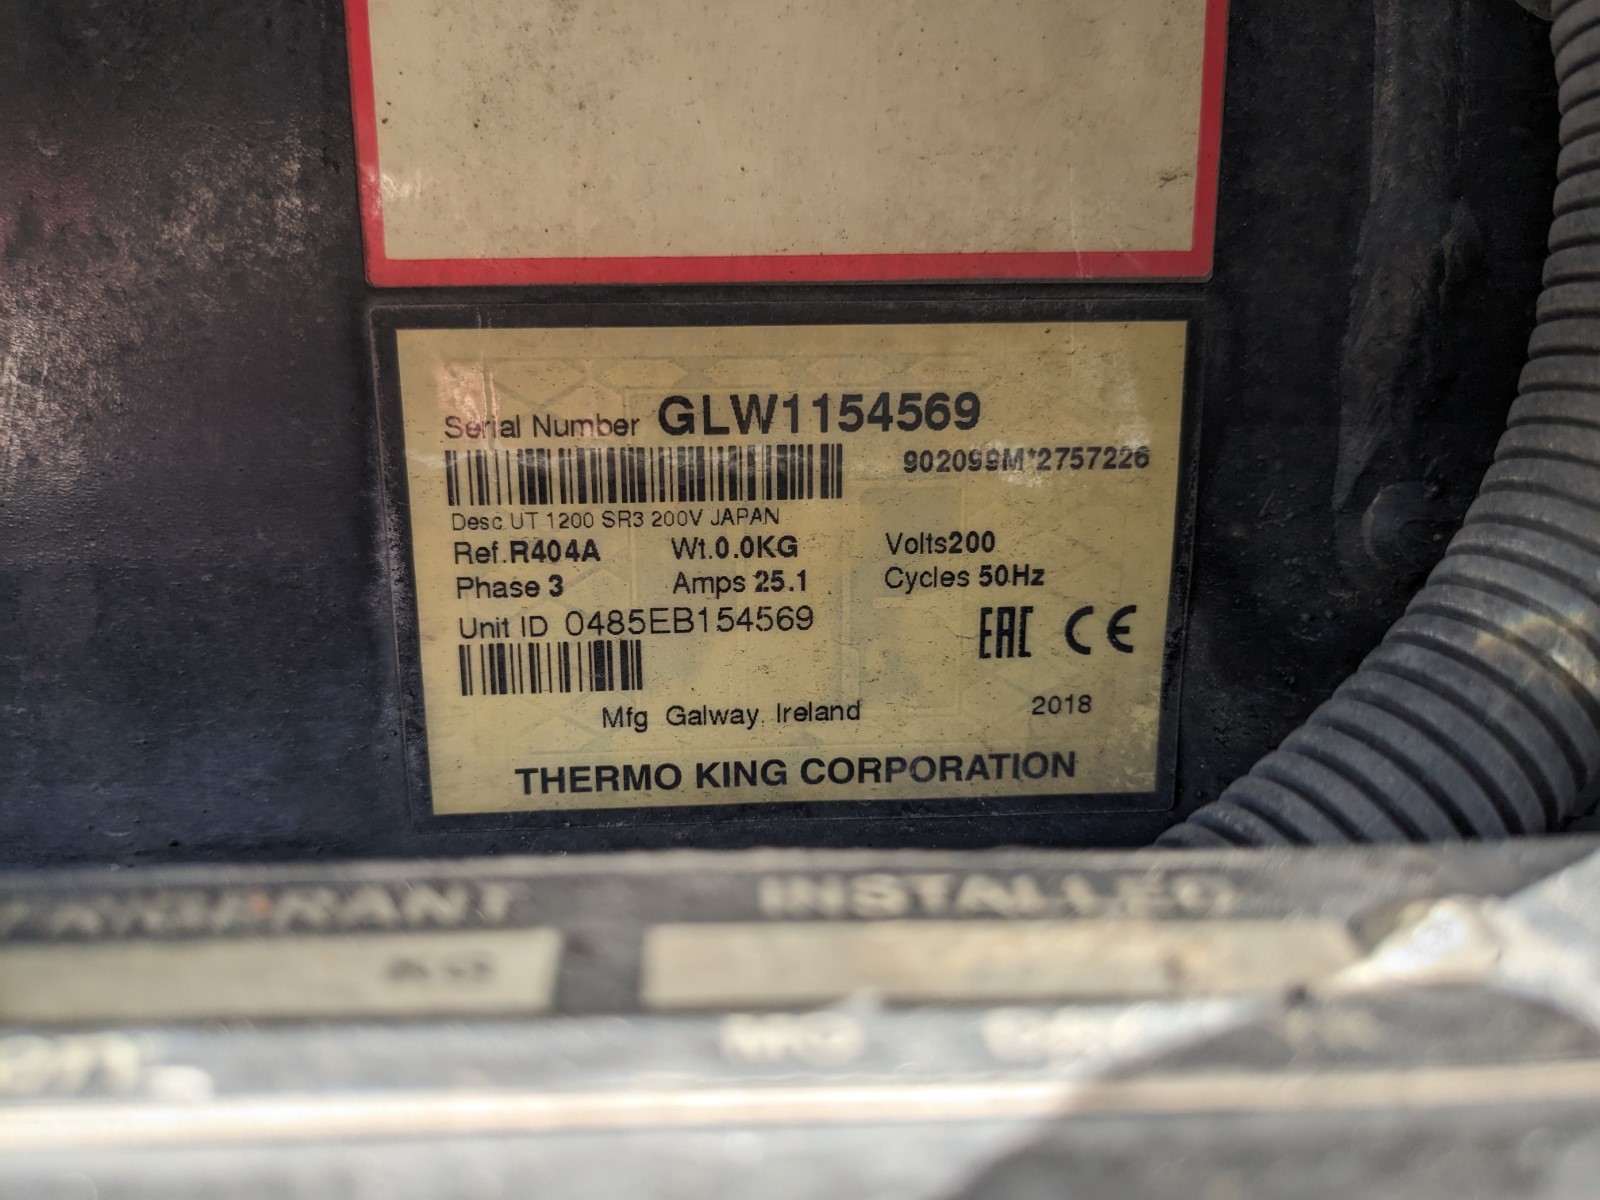 Serial Number GLW1154569
902099M*2757226
Desc.UT 1200 SR3 200V JAPAN
Ref.R404A Wt.0.0KG Volts200
Phase 3 Amps 25.1 Cycles 50Hz
Unit ID 0485EB154569
EAC CE
Mfg Galway, Ireland 2018
THERMO KING CORPORATION
INSTALLED